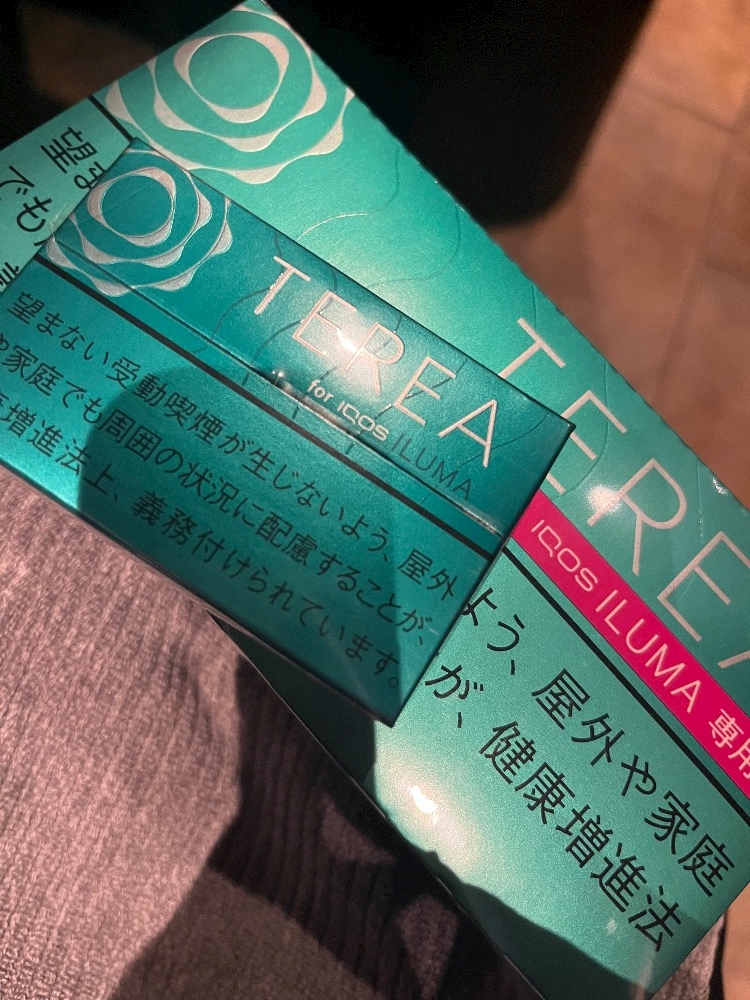 TEREA
for IQOS ILUMA
望まない受動喫煙が生じないよう、屋外
や家庭でも周囲の状況に配慮することが、
増進法上、義務付けられています。
TEREA
IQOS ILUMA 専用
望ま
でも
よう、屋外や家庭
が、健康増進法